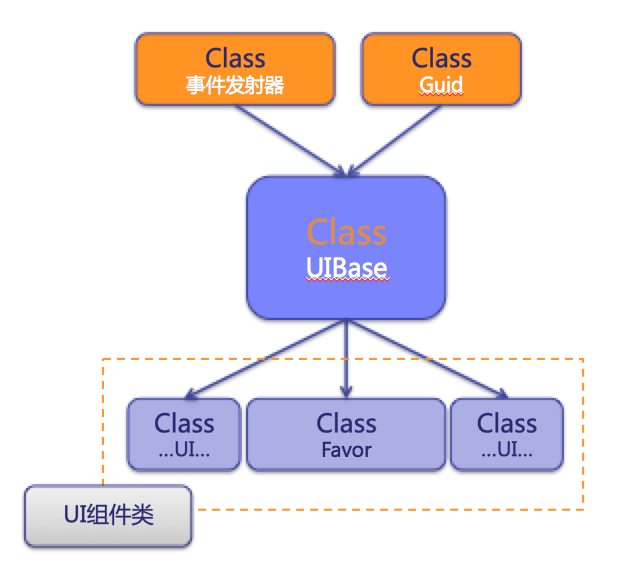 Class
事件发射器
Class
Guid
Class
UIBase
Class
...UI...
Class
Favor
Class
...UI...
UI组件类